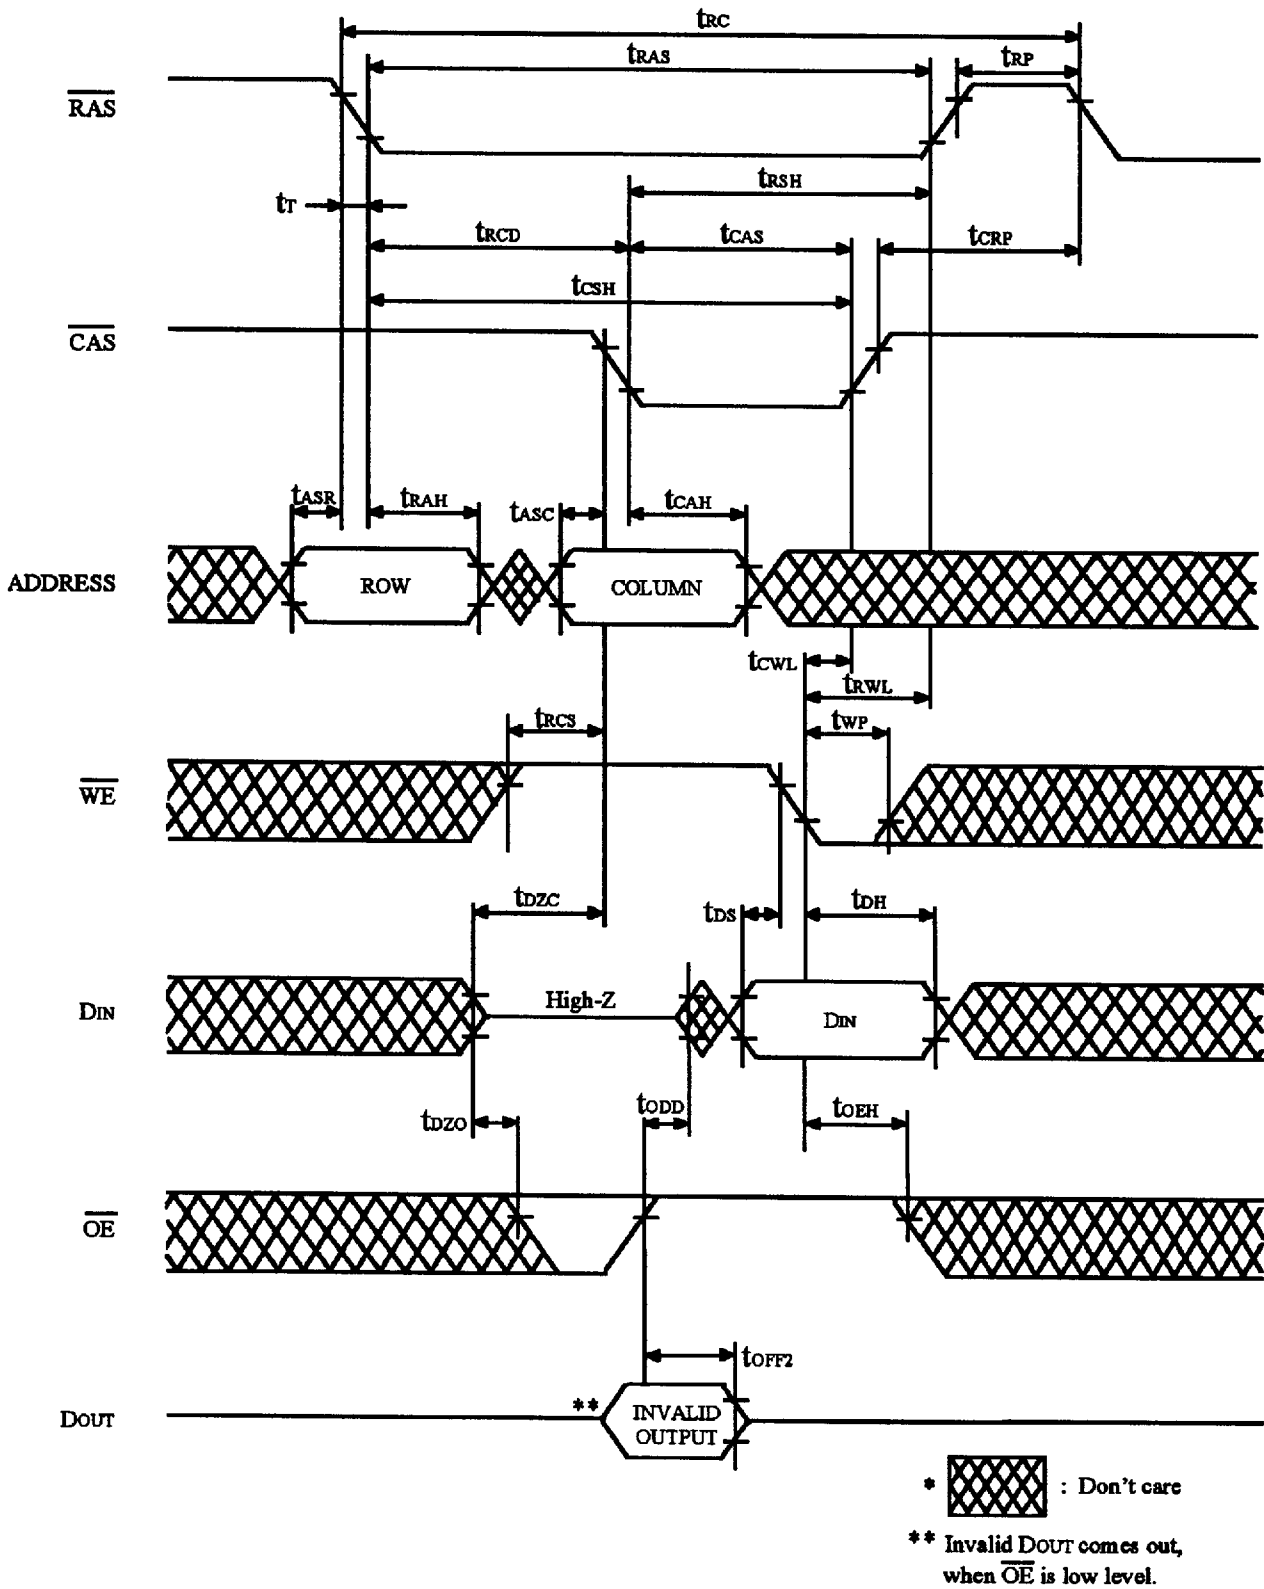 tRC
tRAS
tRP
RAS
tRSH
tT
tRCD
tCAS
tCRP
tCSH
CAS
tASR
tRAH
tASC
tCAH
ADDRESS
ROW
COLUMN
tCWL
tRWL
tRCS
tWP
WE
tDZC
tDS
tDH
DIN
High-Z
DIN
tDZO
tODD
tOEH
OE
tOFF2
DOUT
**
INVALID
OUTPUT
* : Don't care
** Invalid DOUT comes out,
when OE is low level.